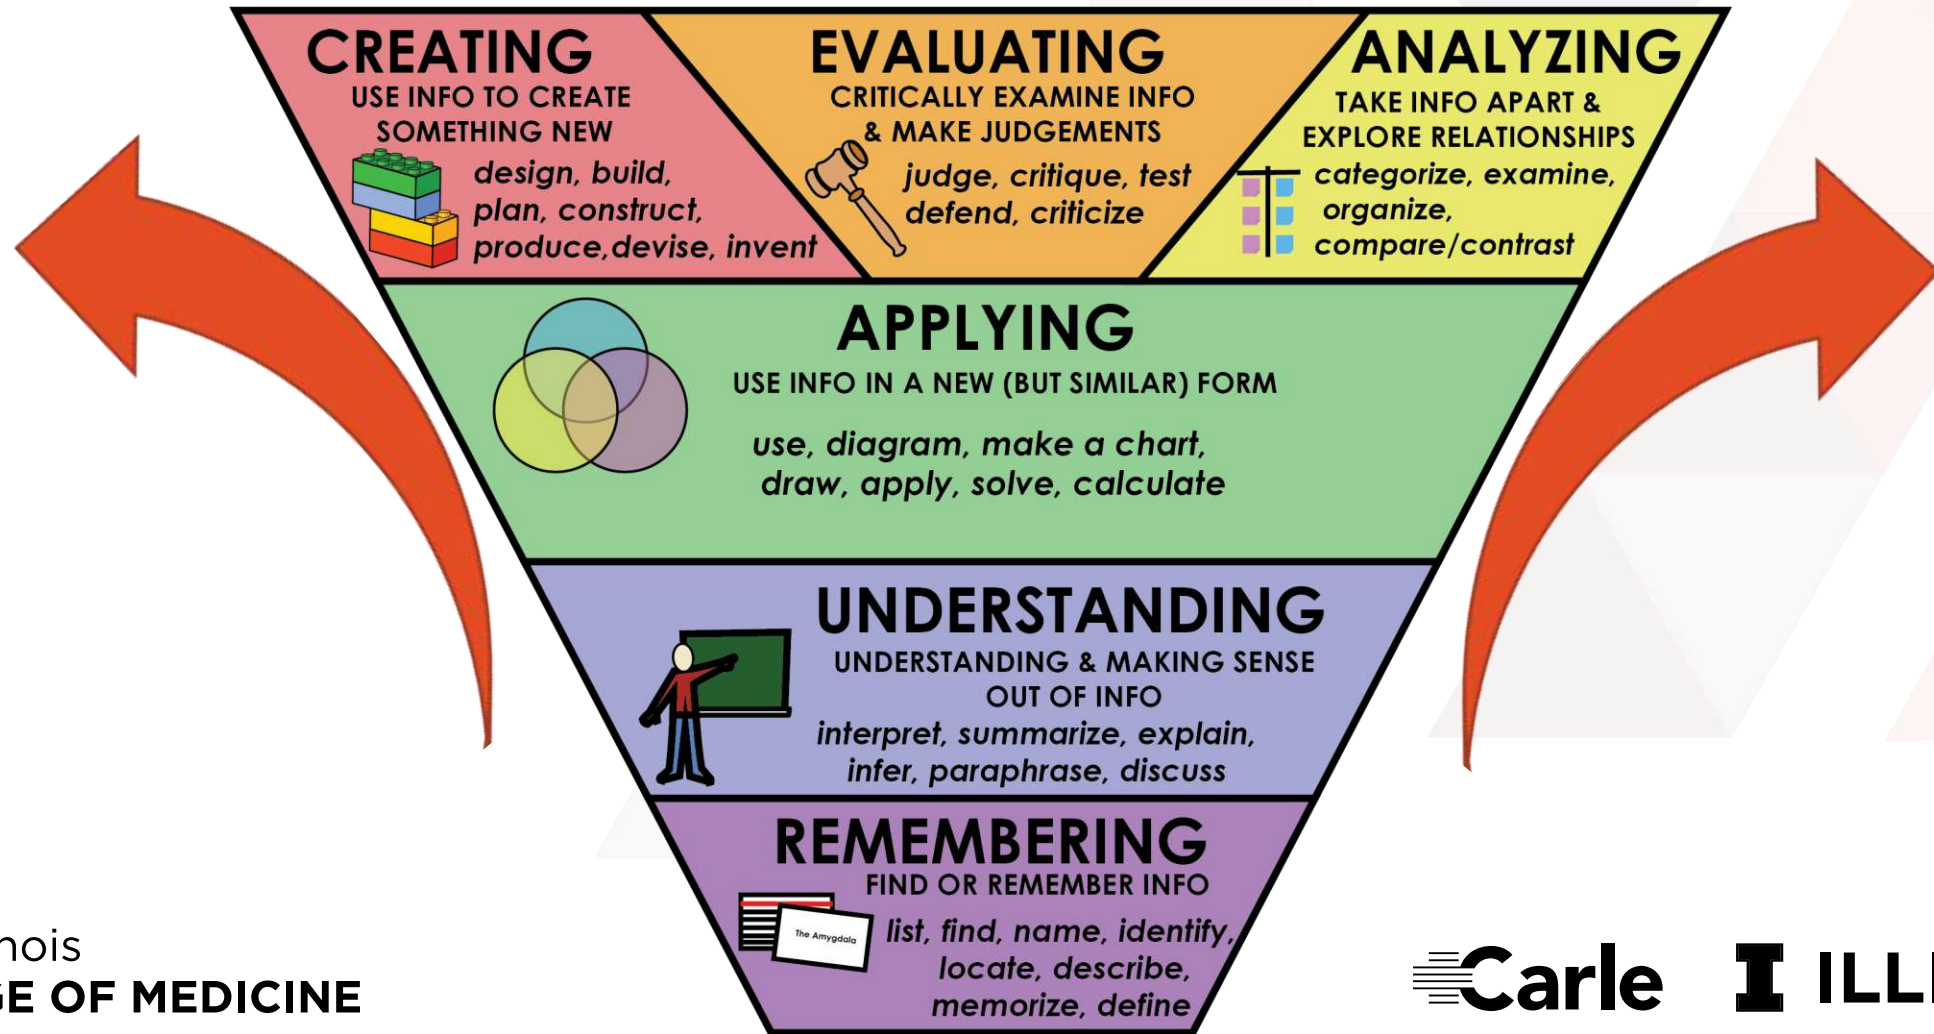 CREATING
USE INFO TO CREATE
SOMETHING NEW
design, build,
plan, construct,
produce,devise, invent
EVALUATING
CRITICALLY EXAMINE INFO
& MAKE JUDGEMENTS
judge, critique, test
defend, criticize
ANALYZING
TAKE INFO APART &
EXPLORE RELATIONSHIPS
categorize, examine,
organize,
compare/contrast
APPLYING
USE INFO IN A NEW (BUT SIMILAR) FORM
use, diagram, make a chart,
draw, apply, solve, calculate
UNDERSTANDING
UNDERSTANDING & MAKING SENSE
OUT OF INFO
interpret, summarize, explain,
infer, paraphrase, discuss
REMEMBERING
FIND OR REMEMBER INFO
The Amygdala
list, find, name, identify,
locate, describe,
memorize, define
OF MEDICINE
Carle
I